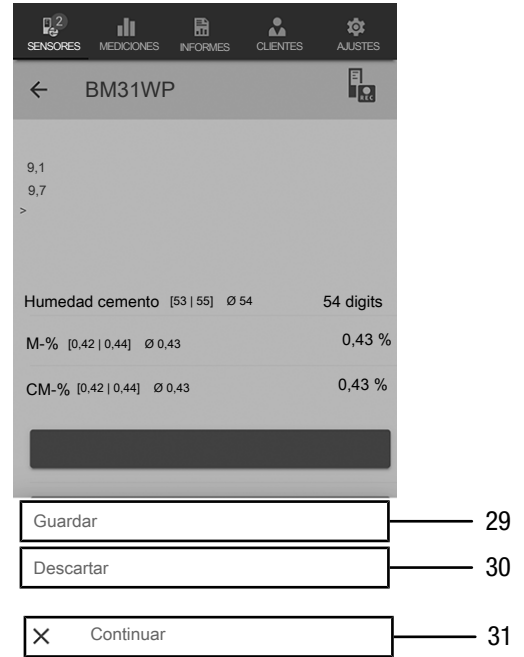 2
SENSORES MEDICIONES INFORMES CLIENTES AJUSTES
← BM31WP REC
9,1
9,7
>
Humedad cemento [53 | 55] Ø 54 54 digits
M-% [0,42 | 0,44] Ø 0,43 0,43 %
CM-% [0,42 | 0,44] Ø 0,43 0,43 %
Guardar 29
Descartar 30
× Continuar 31